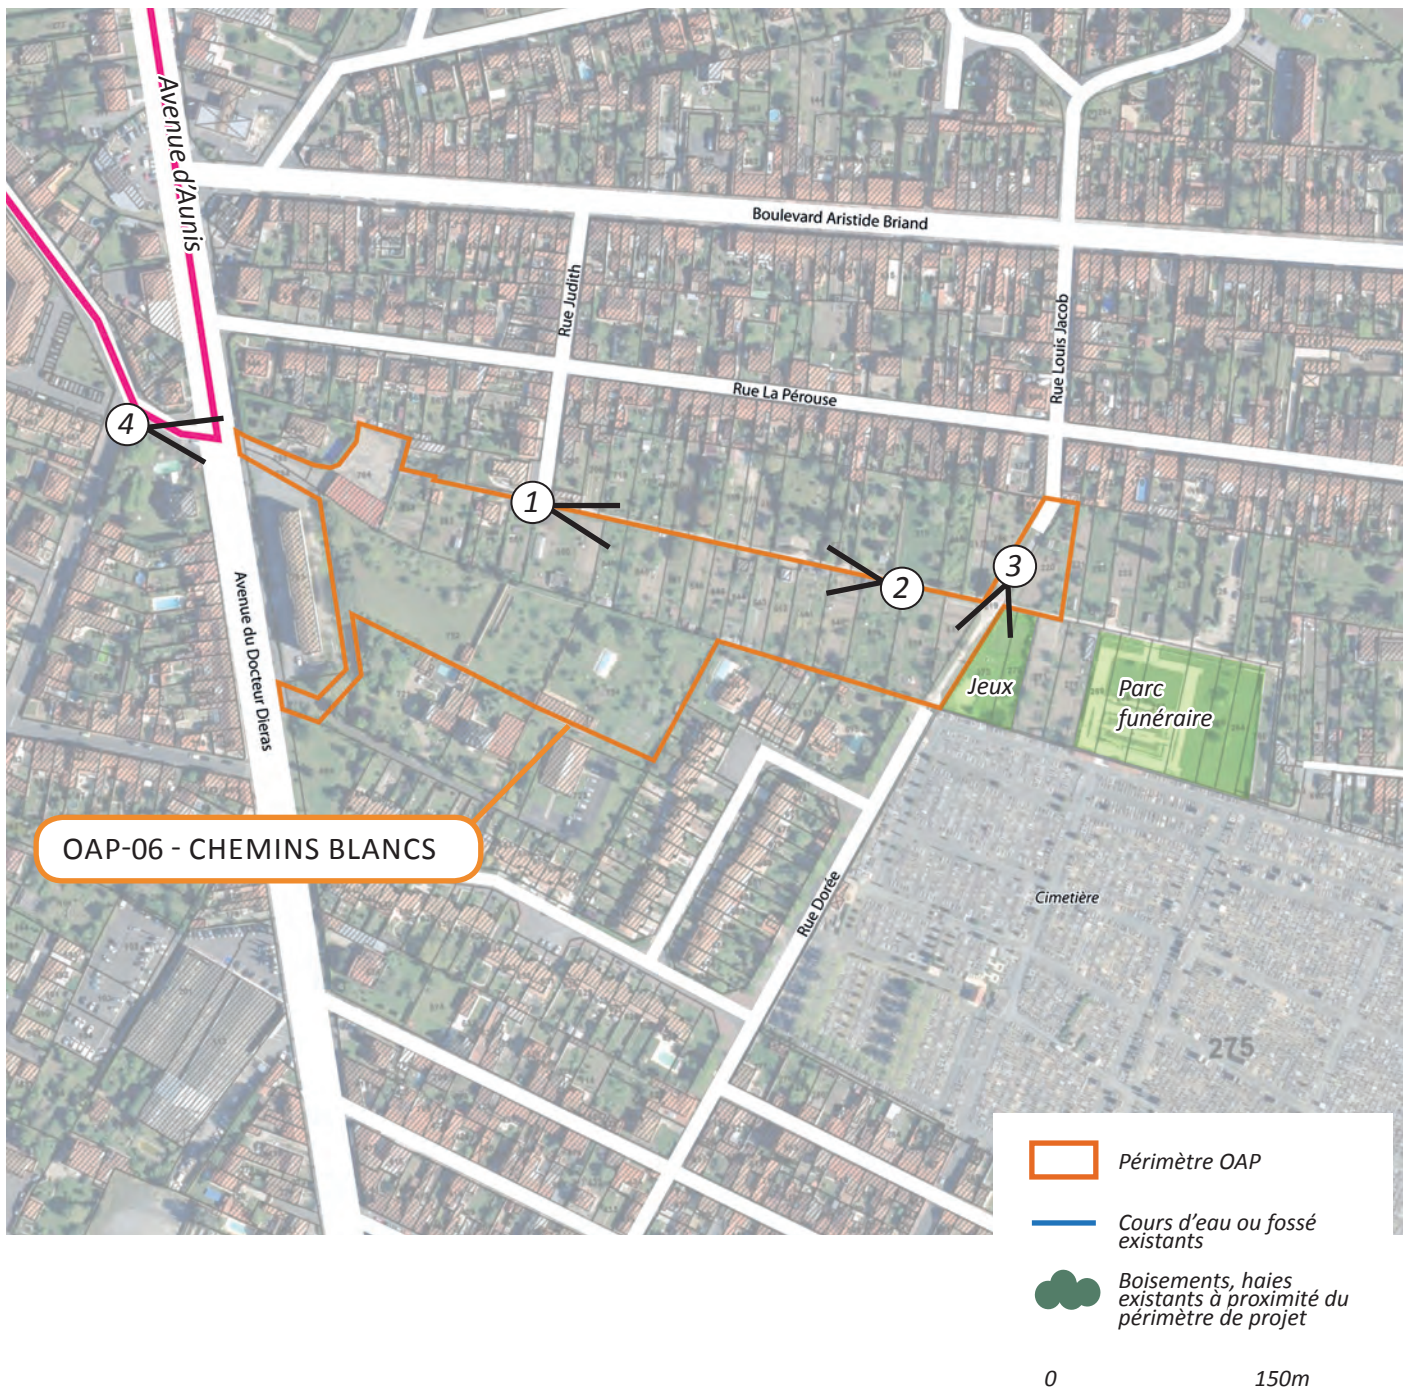 Avenue d'Aunis
Boulevard Aristide Briand
Rue Judith
Rue Louis Jacob
Rue La Pérouse
4
1
2
3
Avenue du Docteur Dieras
Jeux
Parc
funéraire
OAP-06 - CHEMINS BLANCS
Rue Dorée
Cimetière
275
Périmètre OAP
Cours d'eau ou fossé
existants
Boisements, haies
existants à proximité du
périmètre de projet
0 150m